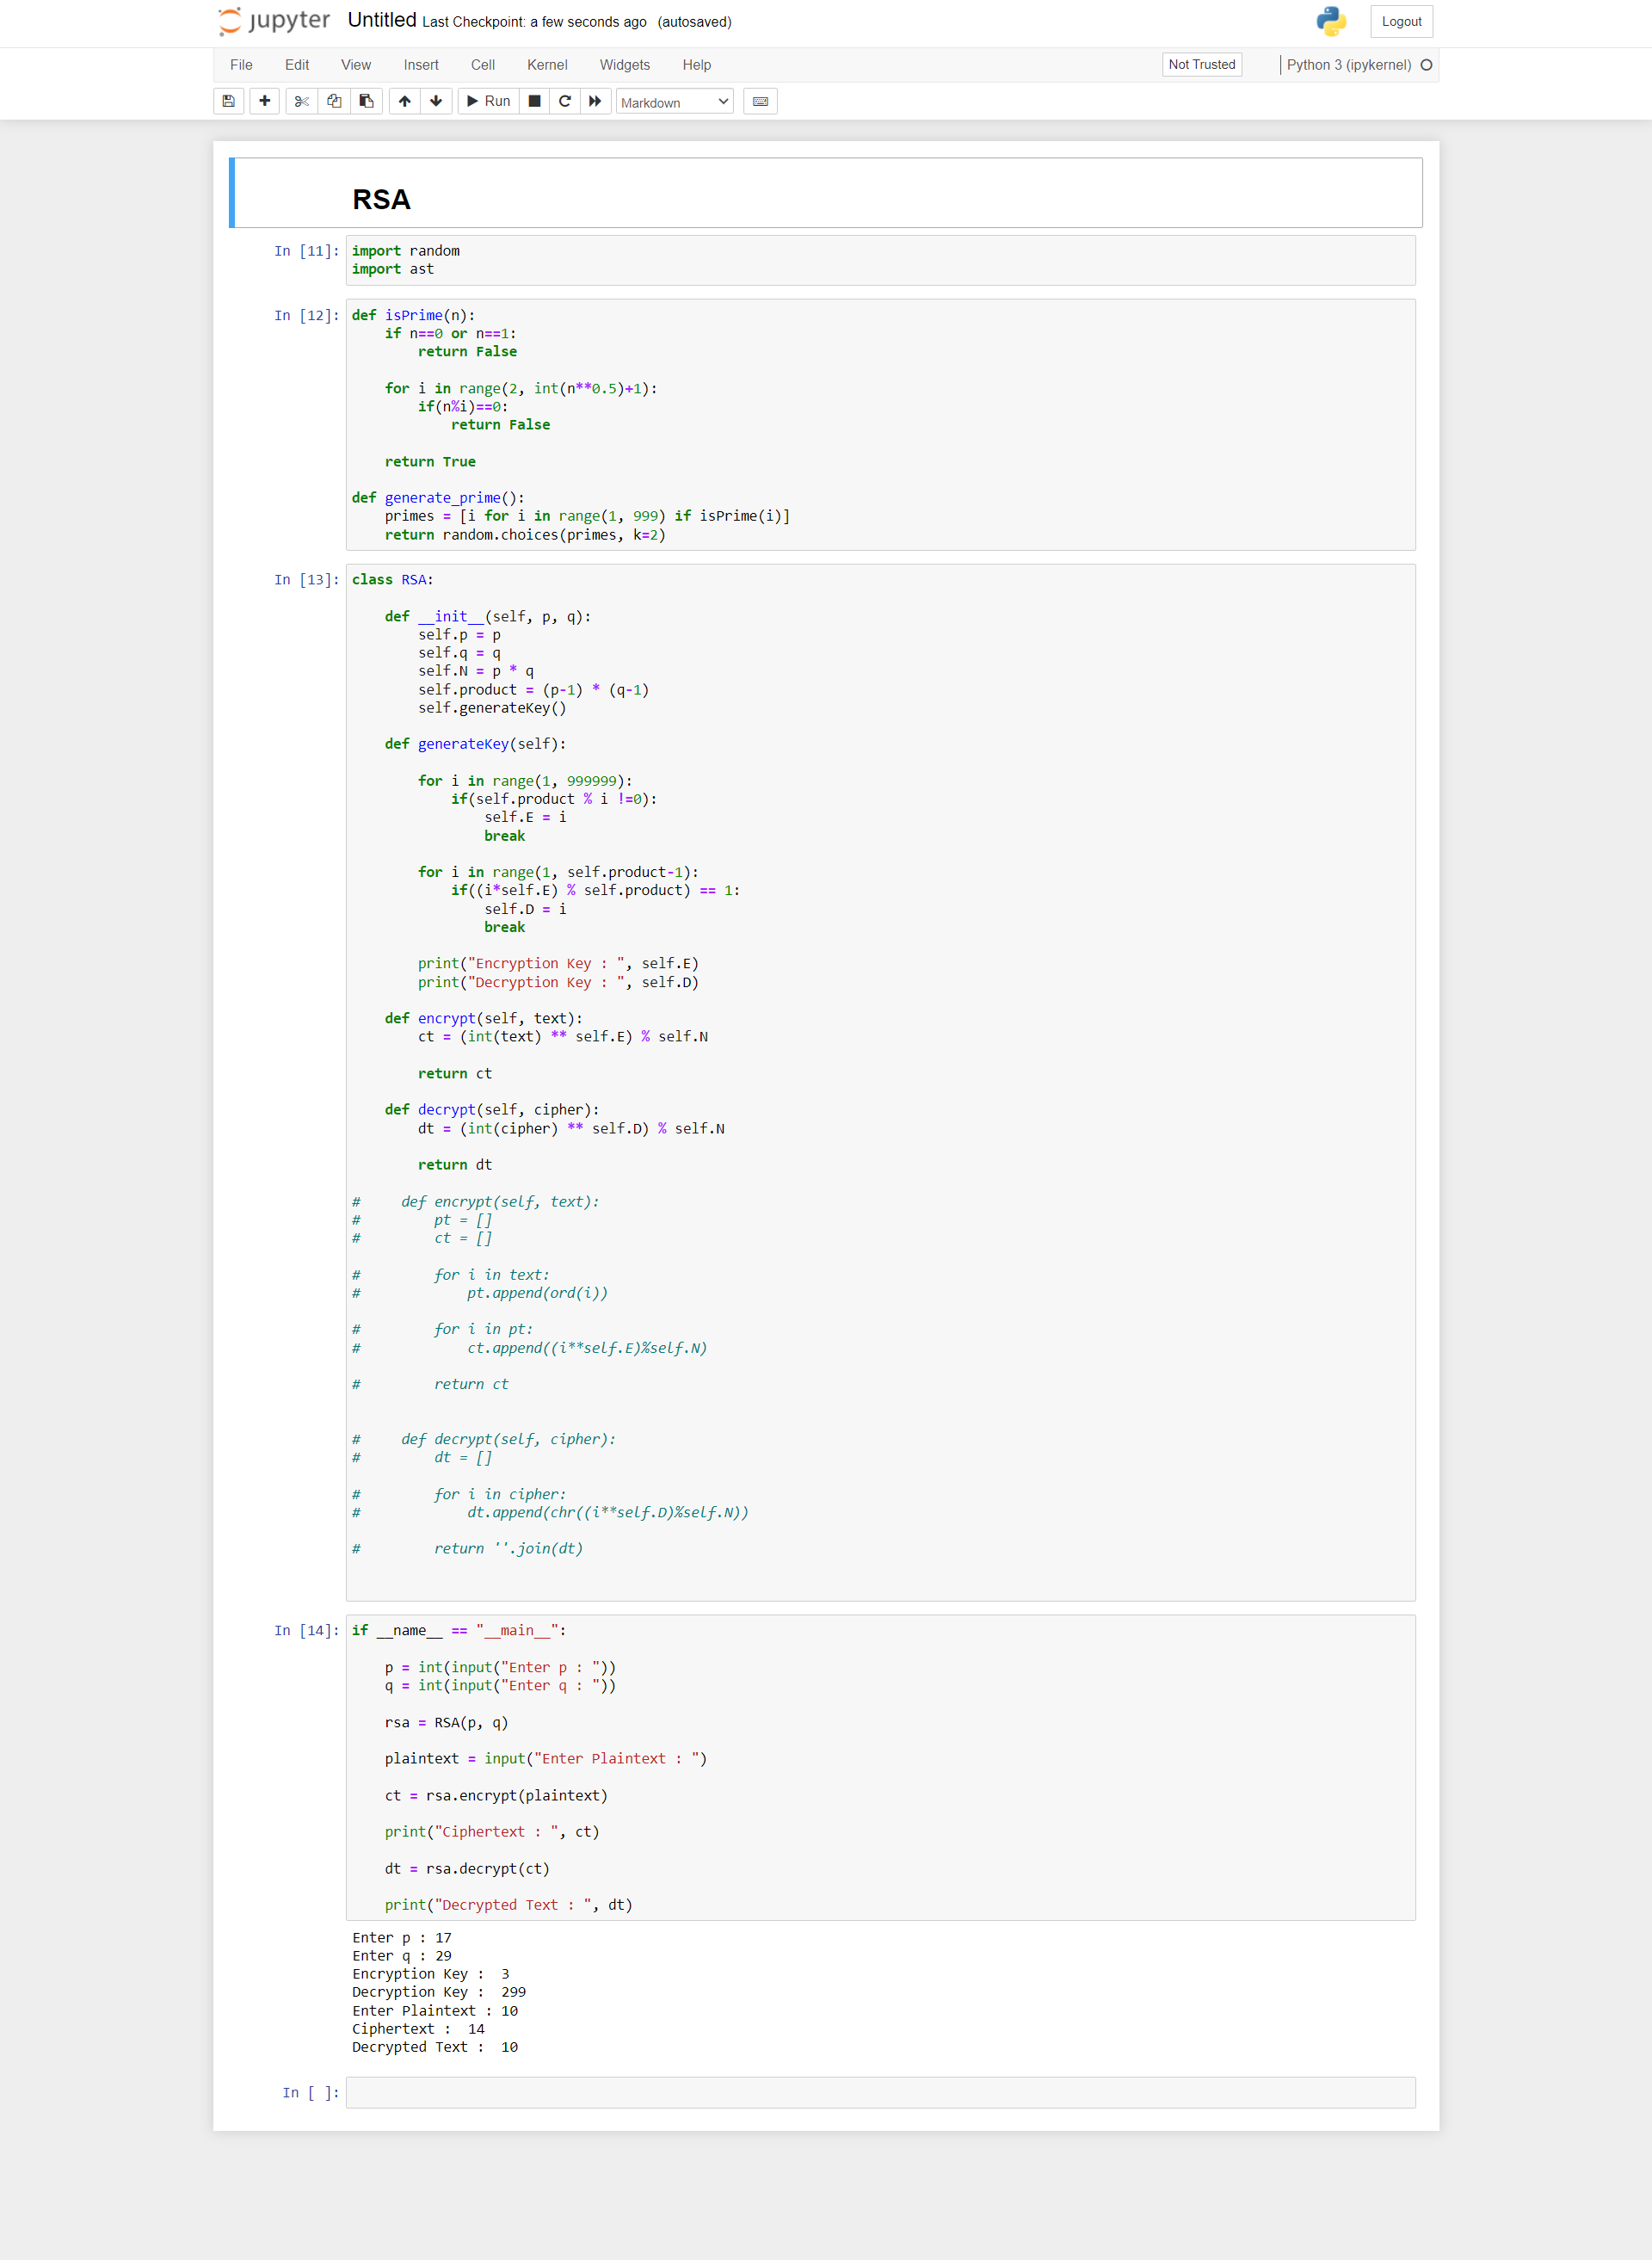 jupyter Untitled Last Checkpoint: a few seconds ago (autosaved) Logout
File Edit View Insert Cell Kernel Widgets Help Not Trusted Python 3 (ipykernel)
Run Markdown
RSA
In [11]: import random
import ast
In [12]: def isPrime(n):
    if n==0 or n==1:
        return False
    for i in range(2, int(n**0.5)+1):
        if(n%i)==0:
            return False
    return True
def generate_prime():
    primes = [i for i in range(1, 999) if isPrime(i)]
    return random.choices(primes, k=2)
In [13]: class RSA:
    def __init__(self, p, q):
        self.p = p
        self.q = q
        self.N = p * q
        self.product = (p-1) * (q-1)
        self.generateKey()
    def generateKey(self):
        for i in range(1, 999999):
            if(self.product % i !=0):
                self.E = i
                break
        for i in range(1, self.product-1):
            if((i*self.E) % self.product) == 1:
                self.D = i
                break
        print("Encryption Key : ", self.E)
        print("Decryption Key : ", self.D)
    def encrypt(self, text):
        ct = (int(text) ** self.E) % self.N
        return ct
    def decrypt(self, cipher):
        dt = (int(cipher) ** self.D) % self.N
        return dt
#     def encrypt(self, text):
#         pt = []
#         ct = []
#         for i in text:
#             pt.append(ord(i))
#         for i in pt:
#             ct.append((i**self.E)%self.N)
#         return ct
#     def decrypt(self, cipher):
#         dt = []
#         for i in cipher:
#             dt.append(chr((i**self.D)%self.N))
#         return ''.join(dt)
In [14]: if __name__ == "__main__":
    p = int(input("Enter p : "))
    q = int(input("Enter q : "))
    rsa = RSA(p, q)
    plaintext = input("Enter Plaintext : ")
    ct = rsa.encrypt(plaintext)
    print("Ciphertext : ", ct)
    dt = rsa.decrypt(ct)
    print("Decrypted Text : ", dt)
Enter p : 17
Enter q : 29
Encryption Key :  3
Decryption Key :  299
Enter Plaintext : 10
Ciphertext :  14
Decrypted Text :  10
In [ ]: